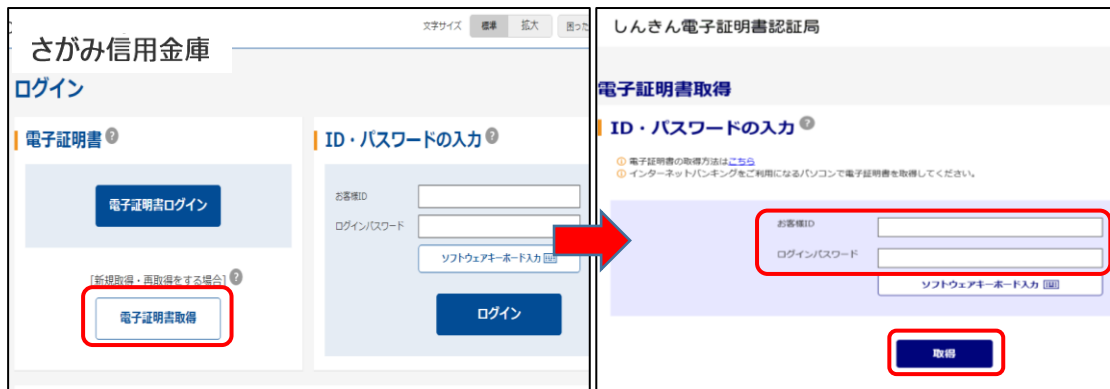 文字サイズ 標準 拡大 困った
さがみ信用金庫
ログイン
電子証明書
電子証明書ログイン
[新規取得・再取得をする場合]
電子証明書取得
ID・パスワードの入力
お客様ID
ログインパスワード
ソフトウェアキーボード入力
ログイン
しんきん電子証明書認証局
電子証明書取得
ID・パスワードの入力
電子証明書の取得方法はこちら
インターネットバンキングをご利用になるパソコンで電子証明書を取得してください。
お客様ID
ログインパスワード
ソフトウェアキーボード入力
取得